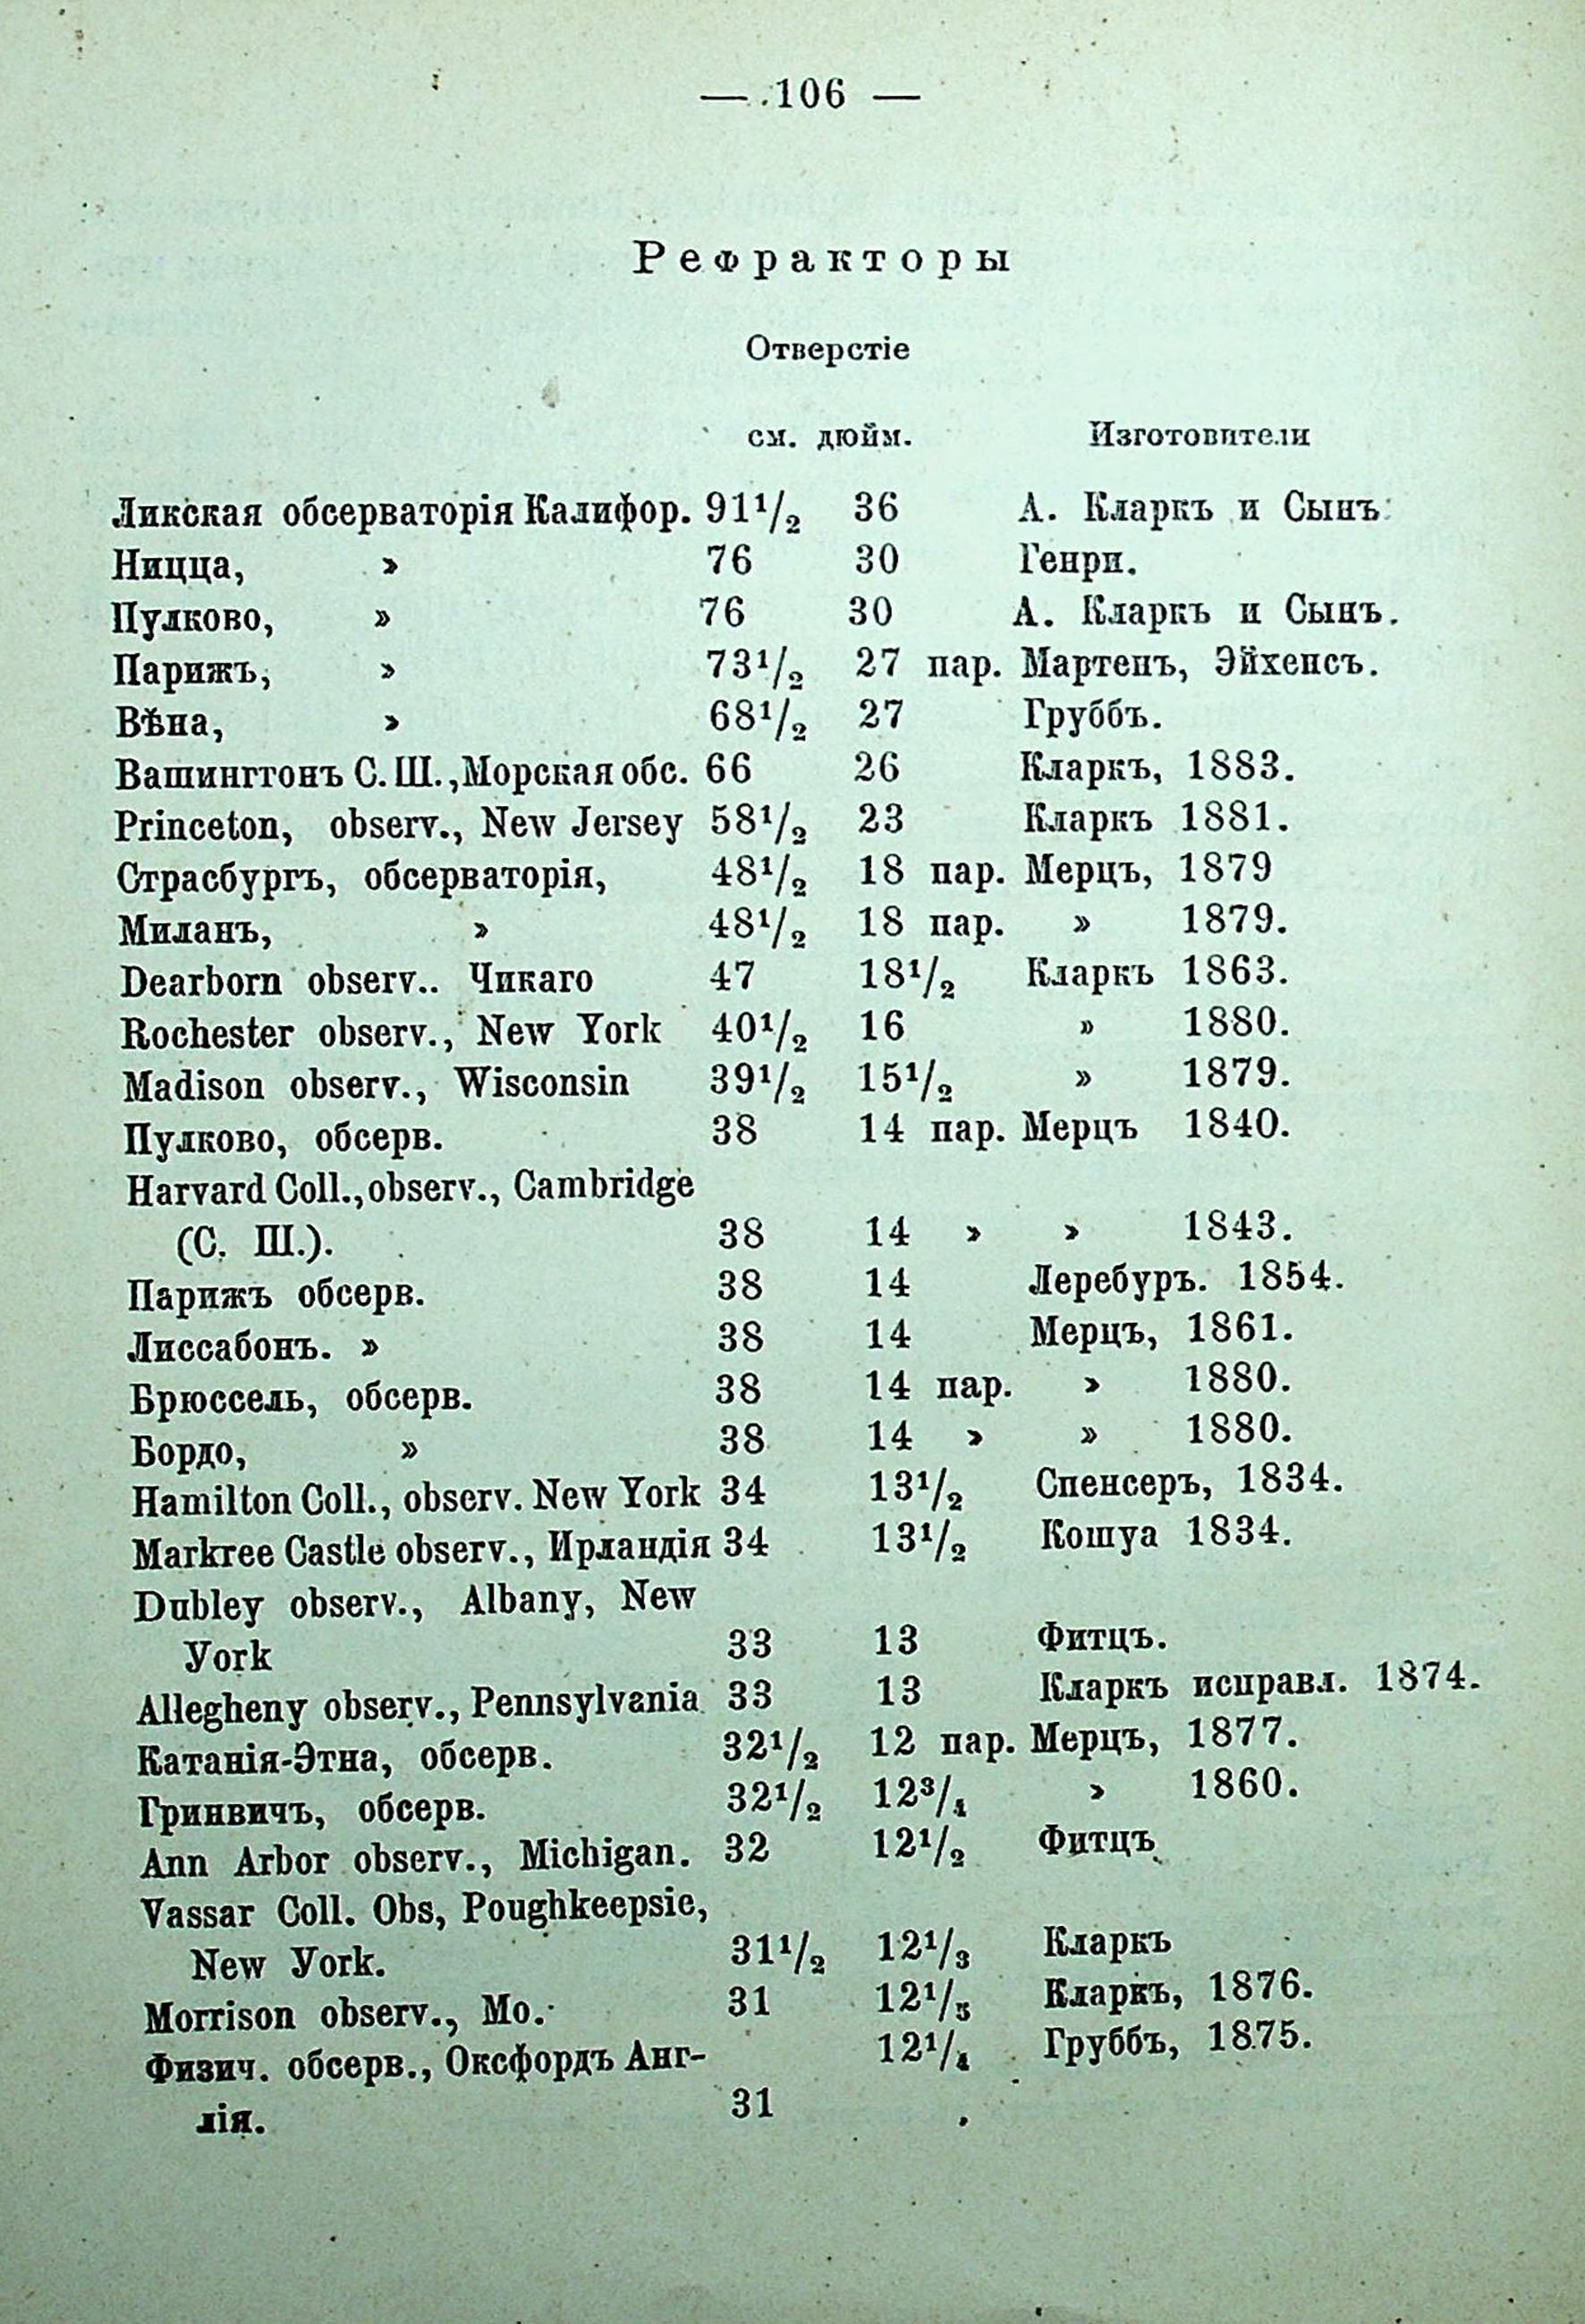 — 106 —
Рефракторы
Отверстіе
см. дюйм. Изготовители
Ликская обсерваторія Калифор. 91¹/₂ 36 А. Кларкъ и Сынъ.
Ницца, » 76 30 Генри.
Пулково, » 76 30 А. Кларкъ и Сынъ.
Парижъ, » 73¹/₂ 27 пар. Мартенъ, Эйхенсъ.
Вѣна, » 68¹/₂ 27 Груббъ.
Вашингтонъ С. Ш., Морская обс. 66 26 Кларкъ, 1883.
Princeton, observ., New Jersey 58¹/₂ 23 Кларкъ 1881.
Страсбургъ, обсерваторія, 48¹/₂ 18 пар. Мерцъ, 1879
Миланъ, » 48¹/₂ 18 пар. » 1879.
Dearborn observ.. Чикаго 47 18¹/₂ Кларкъ 1863.
Rochester observ., New York 40¹/₂ 16 » 1880.
Madison observ., Wisconsin 39¹/₂ 15¹/₂ » 1879.
Пулково, обсерв. 38 14 пар. Мерцъ 1840.
Harvard Coll., observ., Cambridge
(С. Ш.). 38 14 » » 1843.
Парижъ обсерв. 38 14 Леребуръ. 1854.
Лиссабонъ. » 38 14 Мерцъ, 1861.
Брюссель, обсерв. 38 14 пар. » 1880.
Бордо, » 38 14 » » 1880.
Hamilton Coll., observ. New York 34 13¹/₂ Спенсеръ, 1834.
Markree Castle observ., Ирландія 34 13¹/₂ Кошуа 1834.
Dubley observ., Albany, New
York 33 13 Фитцъ.
Allegheny observ., Pennsylvania 33 13 Кларкъ исправл. 1874.
Катанія-Этна, обсерв. 32¹/₂ 12 пар. Мерцъ, 1877.
Гринвичъ, обсерв. 32¹/₂ 12³/₄ » 1860.
Ann Arbor observ., Michigan. 32 12¹/₂ Фитцъ
Vassar Coll. Obs, Poughkeepsie,
New York. 31¹/₂ 12¹/₃ Кларкъ
Morrison observ., Mo. 31 12¹/₃ Кларкъ, 1876.
Физич. обсерв., Оксфордъ Анг- 12¹/₄ Груббъ, 1875.
лія. 31